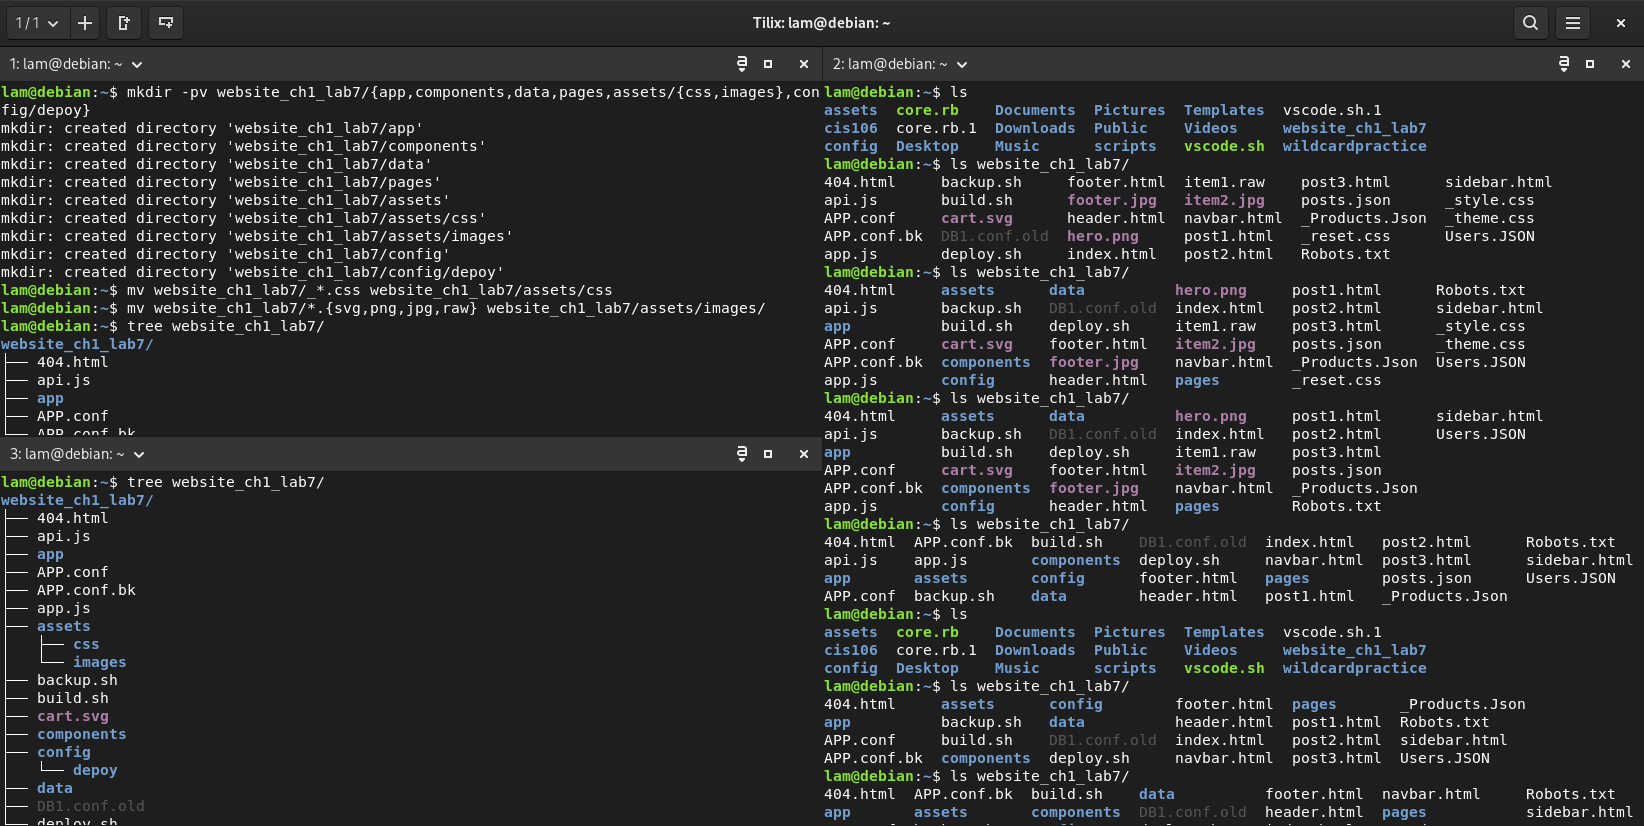 1 / 1
Tilix: lam@debian: ~
1: lam@debian: ~
lam@debian:~$ mkdir -pv website_ch1_lab7/{app,components,data,pages,assets/{css,images},con
fig/depoy}
mkdir: created directory 'website_ch1_lab7/app'
mkdir: created directory 'website_ch1_lab7/components'
mkdir: created directory 'website_ch1_lab7/data'
mkdir: created directory 'website_ch1_lab7/pages'
mkdir: created directory 'website_ch1_lab7/assets'
mkdir: created directory 'website_ch1_lab7/assets/css'
mkdir: created directory 'website_ch1_lab7/assets/images'
mkdir: created directory 'website_ch1_lab7/config'
mkdir: created directory 'website_ch1_lab7/config/depoy'
lam@debian:~$ mv website_ch1_lab7/_*.css website_ch1_lab7/assets/css
lam@debian:~$ mv website_ch1_lab7/*.{svg,png,jpg,raw} website_ch1_lab7/assets/images/
lam@debian:~$ tree website_ch1_lab7/
website_ch1_lab7/
├── 404.html
├── api.js
├── app
├── APP.conf
└── APP.conf.bk
3: lam@debian: ~
lam@debian:~$ tree website_ch1_lab7/
website_ch1_lab7/
├── 404.html
├── api.js
├── app
├── APP.conf
├── APP.conf.bk
├── app.js
├── assets
│   ├── css
│   └── images
├── backup.sh
├── build.sh
├── cart.svg
├── components
├── config
│   └── depoy
├── data
├── DB1.conf.old
├── deploy.sh
2: lam@debian: ~
lam@debian:~$ ls
assets  core.rb    Documents  Pictures  Templates  vscode.sh.1
cis106  core.rb.1  Downloads  Public    Videos     website_ch1_lab7
config  Desktop    Music      scripts   vscode.sh  wildcardpractice
lam@debian:~$ ls website_ch1_lab7/
404.html     backup.sh     footer.html  item1.raw    post3.html      sidebar.html
api.js       build.sh      footer.jpg   item2.jpg    posts.json      _style.css
APP.conf     cart.svg      header.html  navbar.html  _Products.Json  _theme.css
APP.conf.bk  DB1.conf.old  hero.png     post1.html   _reset.css      Users.JSON
app.js       deploy.sh     index.html   post2.html   Robots.txt
lam@debian:~$ ls website_ch1_lab7/
404.html     assets      data          hero.png     post1.html      Robots.txt
api.js       backup.sh   DB1.conf.old  index.html   post2.html      sidebar.html
app          build.sh    deploy.sh     item1.raw    post3.html      _style.css
APP.conf     cart.svg    footer.html   item2.jpg    posts.json      _theme.css
APP.conf.bk  components  footer.jpg    navbar.html  _Products.Json  Users.JSON
app.js       config      header.html   pages        _reset.css
lam@debian:~$ ls website_ch1_lab7/
404.html     assets      data          hero.png     post1.html      sidebar.html
api.js       backup.sh   DB1.conf.old  index.html   post2.html      Users.JSON
app          build.sh    deploy.sh     item1.raw    post3.html
APP.conf     cart.svg    footer.html   item2.jpg    posts.json
APP.conf.bk  components  footer.jpg    navbar.html  _Products.Json
app.js       config      header.html   pages        Robots.txt
lam@debian:~$ ls website_ch1_lab7/
404.html  APP.conf.bk  build.sh    DB1.conf.old  index.html   post2.html      Robots.txt
api.js    app.js       components  deploy.sh     navbar.html  post3.html      sidebar.html
app       assets       config      footer.html   pages        posts.json      Users.JSON
APP.conf  backup.sh    data        header.html   post1.html   _Products.Json
lam@debian:~$ ls
assets  core.rb    Documents  Pictures  Templates  vscode.sh.1
cis106  core.rb.1  Downloads  Public    Videos     website_ch1_lab7
config  Desktop    Music      scripts   vscode.sh  wildcardpractice
lam@debian:~$ ls website_ch1_lab7/
404.html     assets      config        footer.html  pages       _Products.Json
app          backup.sh   data          header.html  post1.html  Robots.txt
APP.conf     build.sh    DB1.conf.old  index.html   post2.html  sidebar.html
APP.conf.bk  components  deploy.sh     navbar.html  post3.html  Users.JSON
lam@debian:~$ ls website_ch1_lab7/
404.html  APP.conf.bk  build.sh    data          footer.html  navbar.html  Robots.txt
app       assets       components  DB1.conf.old  header.html  pages        sidebar.html